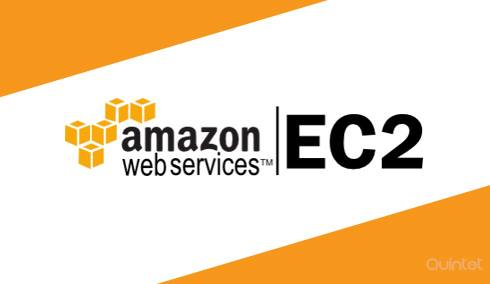 amazon
web services™
EC2
Quintet